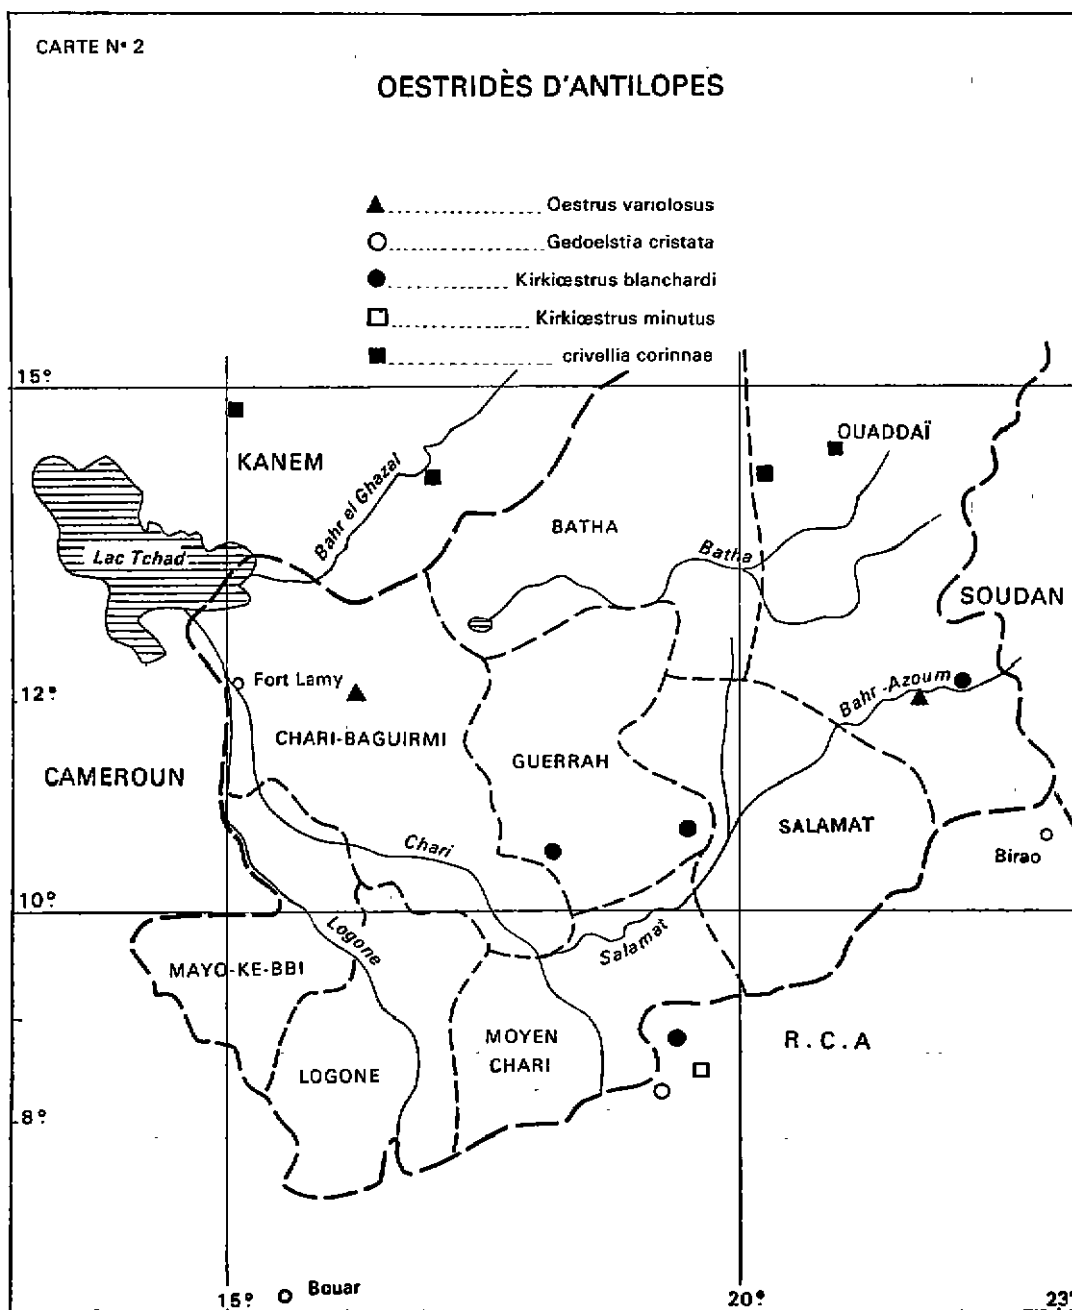 CARTE N° 2
OESTRIDÈS D'ANTILOPES
Oestrus variolosus
Gedoelstia cristata
Kirkiœstrus blanchardi
Kirkiœstrus minutus
crivellia corinnae
15°
KANEM
Bahr el Ghazal
OUADDAÏ
BATHA
Batha
Lac Tchad
SOUDAN
Fort Lamy
12°
Bahr-Azoum
CHARI-BAGUIRMI
GUERRAH
CAMEROUN
SALAMAT
Chari
Birao
10°
Logone
Salamat
MAYO-KE-BBI
MOYEN
CHARI
R.C.A
LOGONE
8°
Bouar
15°
20°
23°